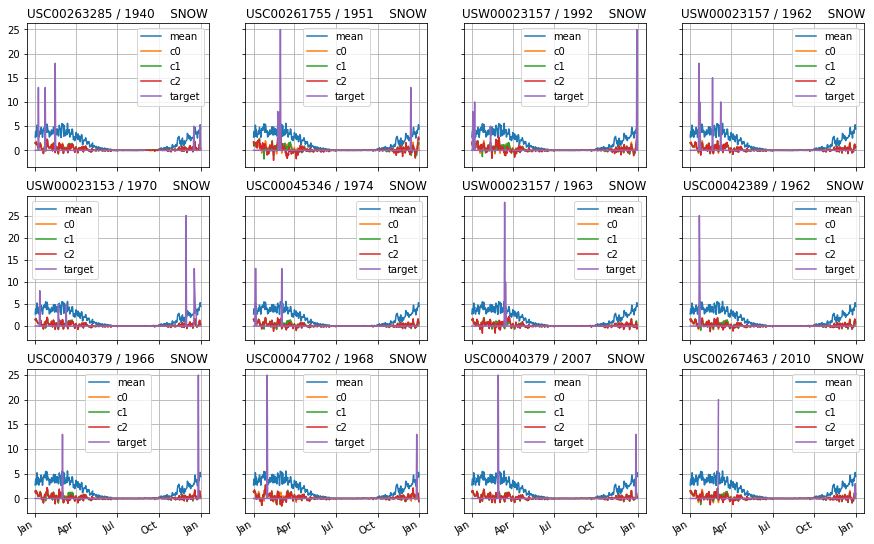 USC00263285 / 1940 SNOW
USC00261755 / 1951 SNOW
USW00023157 / 1992 SNOW
USW00023157 / 1962 SNOW
25
20
15
10
5
0
mean
c0
c1
c2
target
mean
c0
c1
c2
target
mean
c0
c1
c2
target
mean
c0
c1
c2
target
USW00023153 / 1970 SNOW
USC00045346 / 1974 SNOW
USW00023157 / 1963 SNOW
USC00042389 / 1962 SNOW
25
20
15
10
5
0
mean
c0
c1
c2
target
mean
c0
c1
c2
target
mean
c0
c1
c2
target
mean
c0
c1
c2
target
USC00040379 / 1966 SNOW
USC00047702 / 1968 SNOW
USC00040379 / 2007 SNOW
USC00267463 / 2010 SNOW
25
20
15
10
5
0
mean
c0
c1
c2
target
mean
c0
c1
c2
target
mean
c0
c1
c2
target
mean
c0
c1
c2
target
Jan Apr Jul Oct Jan
Jan Apr Jul Oct Jan
Jan Apr Jul Oct Jan
Jan Apr Jul Oct Jan